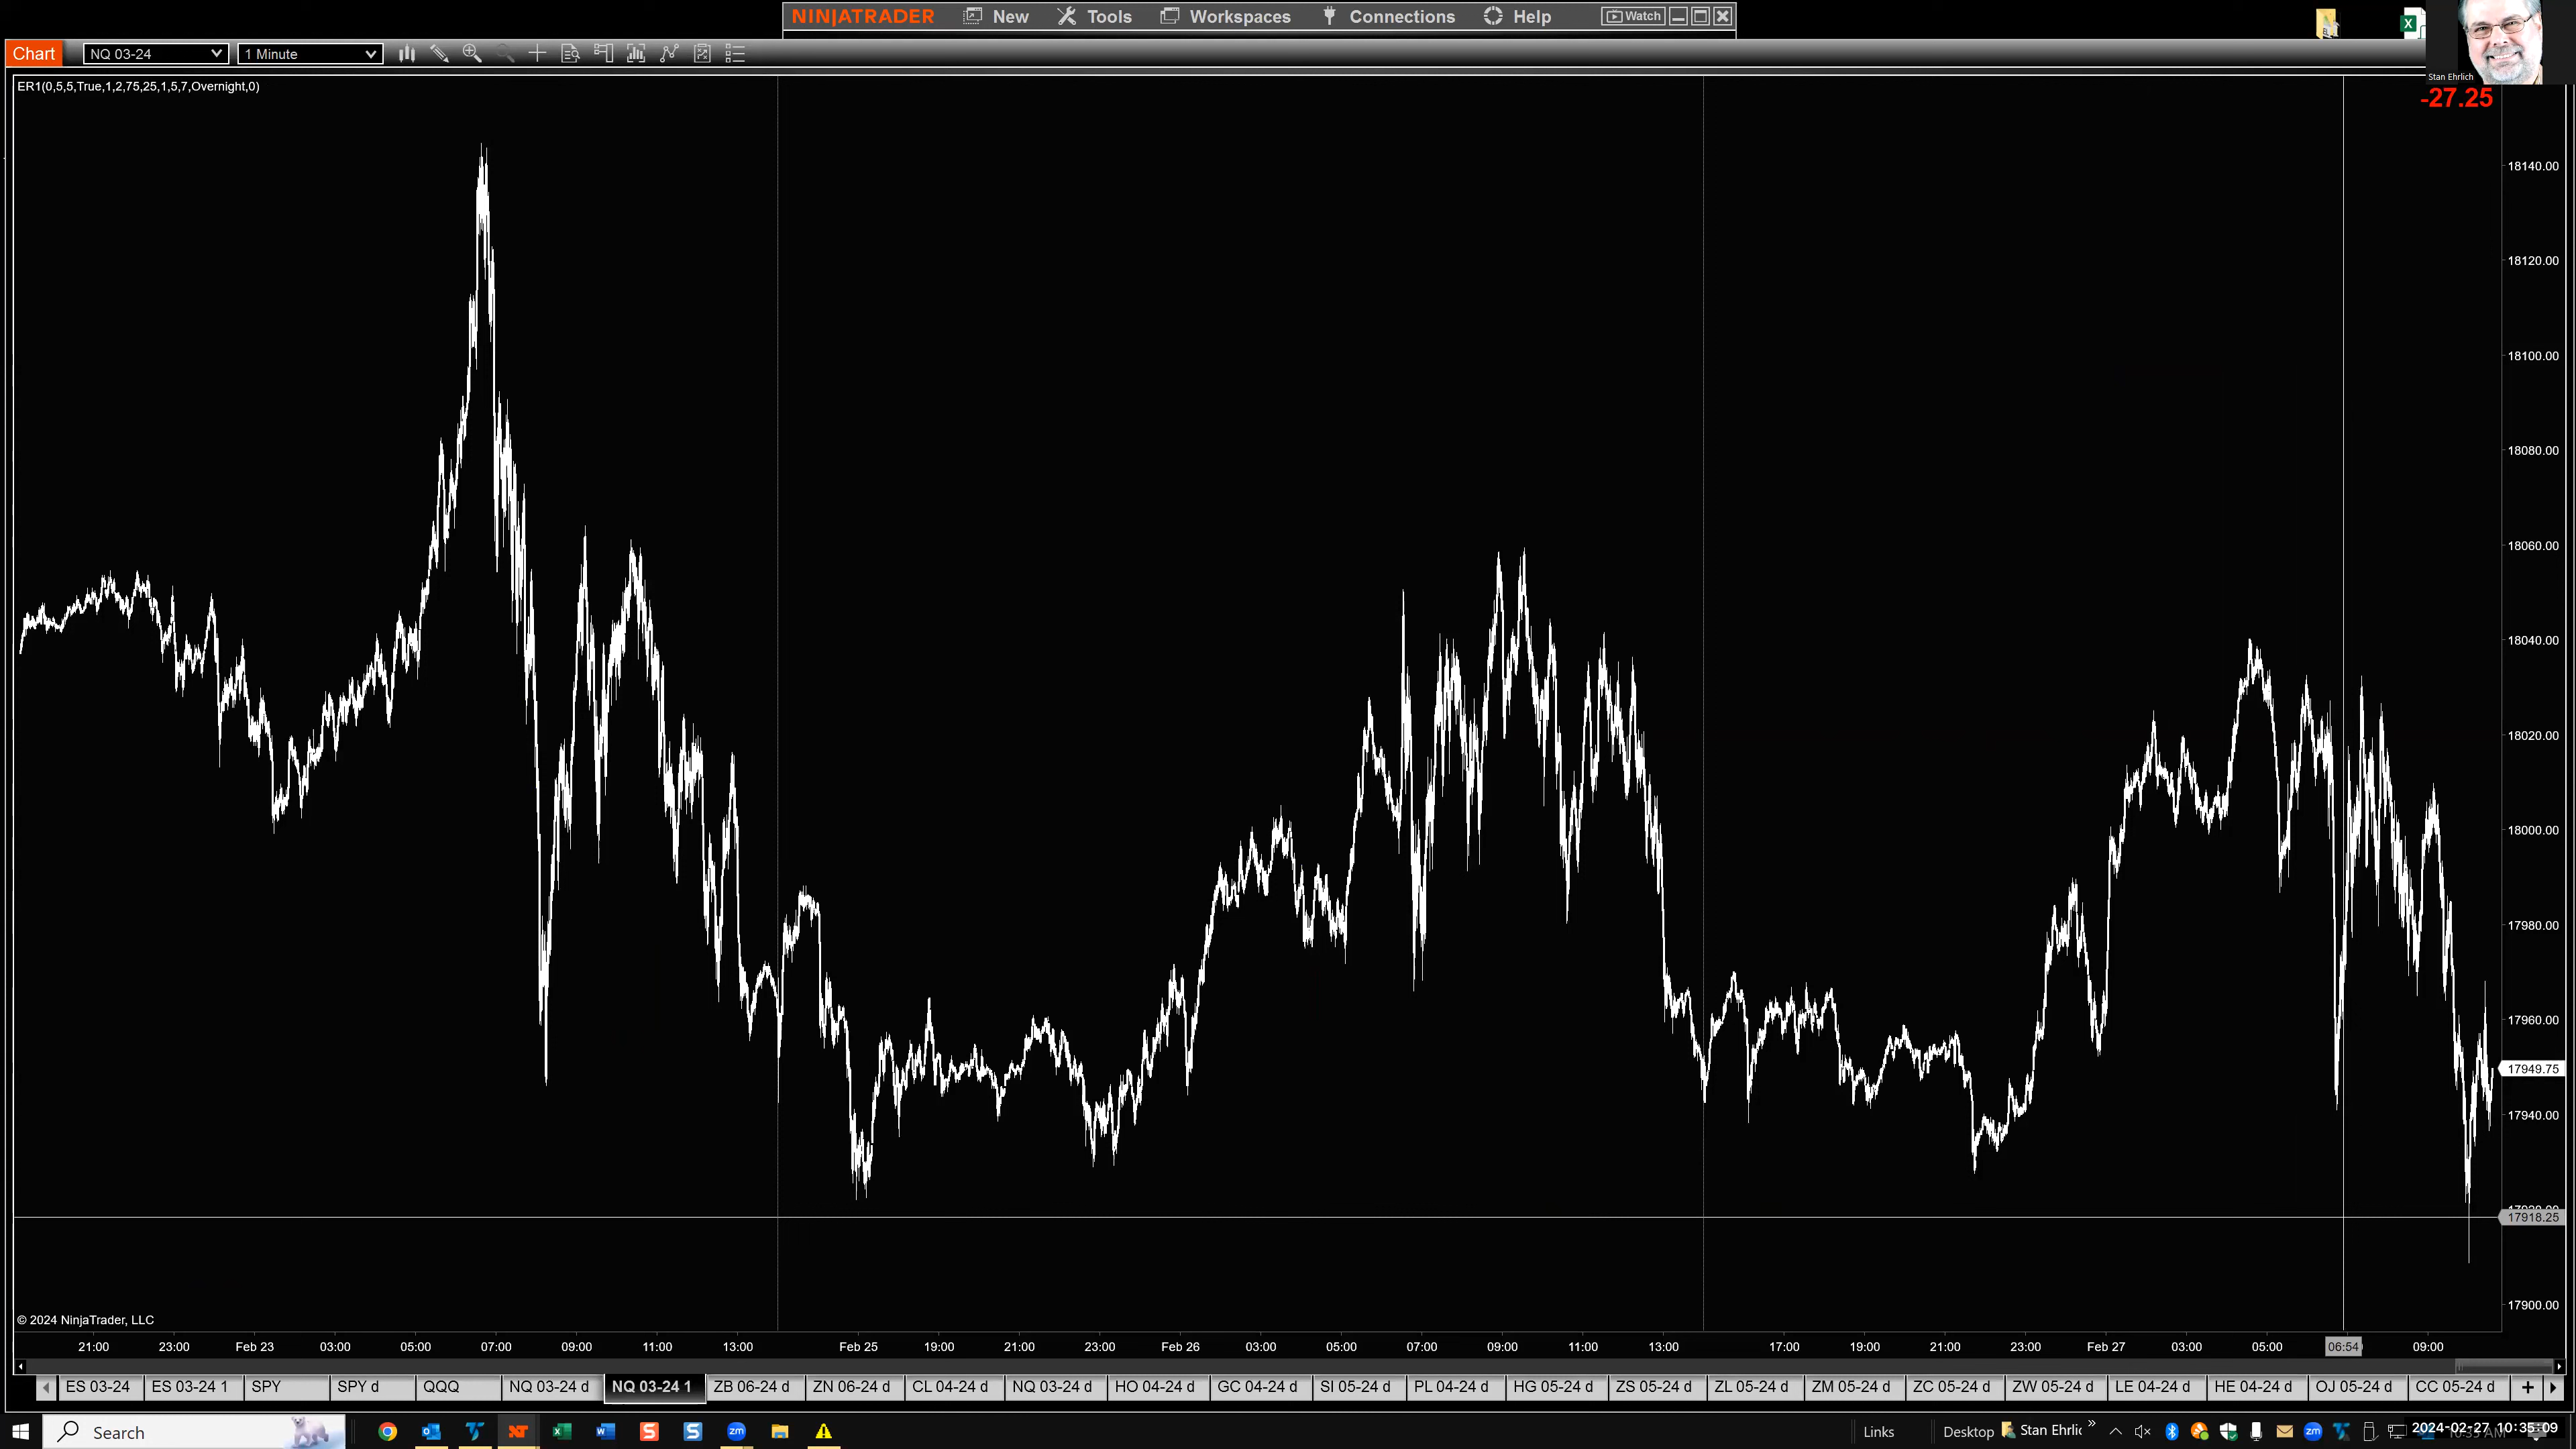 NINJATRADER New Tools Workspaces Connections Help Watch
Chart NQ 03-24 1 Minute
Stan Ehrlich
ER1(0,5,5,True,1,2,75,25,1,5,7,Overnight,0)
-27.25
18140.00
18120.00
18100.00
18080.00
18060.00
18040.00
18020.00
18000.00
17980.00
17960.00
17949.75
17940.00
17918.25
17900.00
© 2024 NinjaTrader, LLC
21:00 23:00 Feb 23 03:00 05:00 07:00 09:00 11:00 13:00 Feb 25 19:00 21:00 23:00 Feb 26 03:00 05:00 07:00 09:00 11:00 13:00 17:00 19:00 21:00 23:00 Feb 27 03:00 05:00 06:54 09:00
ES 03-24 ES 03-24 1 SPY SPY d QQQ NQ 03-24 d NQ 03-24 1 ZB 06-24 d ZN 06-24 d CL 04-24 d NQ 03-24 d HO 04-24 d GC 04-24 d SI 05-24 d PL 04-24 d HG 05-24 d ZS 05-24 d ZL 05-24 d ZM 05-24 d ZC 05-24 d ZW 05-24 d LE 04-24 d HE 04-24 d OJ 05-24 d CC 05-24 d
Search Links Desktop Stan Ehrlic 2024-02-27 10:35:09